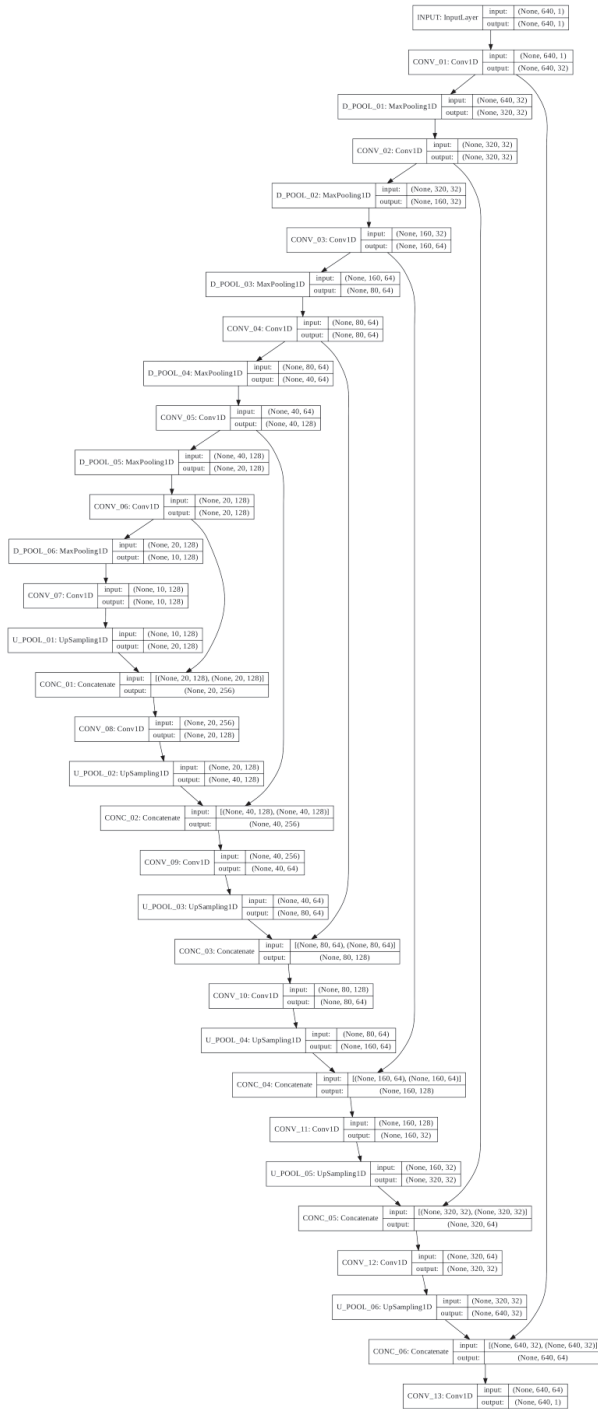 INPUT: InputLayer input: (None, 640, 1)
output: (None, 640, 1)
CONV_01: Conv1D input: (None, 640, 1)
output: (None, 640, 32)
D_POOL_01: MaxPooling1D input: (None, 640, 32)
output: (None, 320, 32)
CONV_02: Conv1D input: (None, 320, 32)
output: (None, 320, 32)
D_POOL_02: MaxPooling1D input: (None, 320, 32)
output: (None, 160, 32)
CONV_03: Conv1D input: (None, 160, 32)
output: (None, 160, 64)
D_POOL_03: MaxPooling1D input: (None, 160, 64)
output: (None, 80, 64)
CONV_04: Conv1D input: (None, 80, 64)
output: (None, 80, 64)
D_POOL_04: MaxPooling1D input: (None, 80, 64)
output: (None, 40, 64)
CONV_05: Conv1D input: (None, 40, 64)
output: (None, 40, 128)
D_POOL_05: MaxPooling1D input: (None, 40, 128)
output: (None, 20, 128)
CONV_06: Conv1D input: (None, 20, 128)
output: (None, 20, 128)
D_POOL_06: MaxPooling1D input: (None, 20, 128)
output: (None, 10, 128)
CONV_07: Conv1D input: (None, 10, 128)
output: (None, 10, 128)
U_POOL_01: UpSampling1D input: (None, 10, 128)
output: (None, 20, 128)
CONC_01: Concatenate input: [(None, 20, 128), (None, 20, 128)]
output: (None, 20, 256)
CONV_08: Conv1D input: (None, 20, 256)
output: (None, 20, 128)
U_POOL_02: UpSampling1D input: (None, 20, 128)
output: (None, 40, 128)
CONC_02: Concatenate input: [(None, 40, 128), (None, 40, 128)]
output: (None, 40, 256)
CONV_09: Conv1D input: (None, 40, 256)
output: (None, 40, 64)
U_POOL_03: UpSampling1D input: (None, 40, 64)
output: (None, 80, 64)
CONC_03: Concatenate input: [(None, 80, 64), (None, 80, 64)]
output: (None, 80, 128)
CONV_10: Conv1D input: (None, 80, 128)
output: (None, 80, 64)
U_POOL_04: UpSampling1D input: (None, 80, 64)
output: (None, 160, 64)
CONC_04: Concatenate input: [(None, 160, 64), (None, 160, 64)]
output: (None, 160, 128)
CONV_11: Conv1D input: (None, 160, 128)
output: (None, 160, 32)
U_POOL_05: UpSampling1D input: (None, 160, 32)
output: (None, 320, 32)
CONC_05: Concatenate input: [(None, 320, 32), (None, 320, 32)]
output: (None, 320, 64)
CONV_12: Conv1D input: (None, 320, 64)
output: (None, 320, 32)
U_POOL_06: UpSampling1D input: (None, 320, 32)
output: (None, 640, 32)
CONC_06: Concatenate input: [(None, 640, 32), (None, 640, 32)]
output: (None, 640, 64)
CONV_13: Conv1D input: (None, 640, 64)
output: (None, 640, 1)